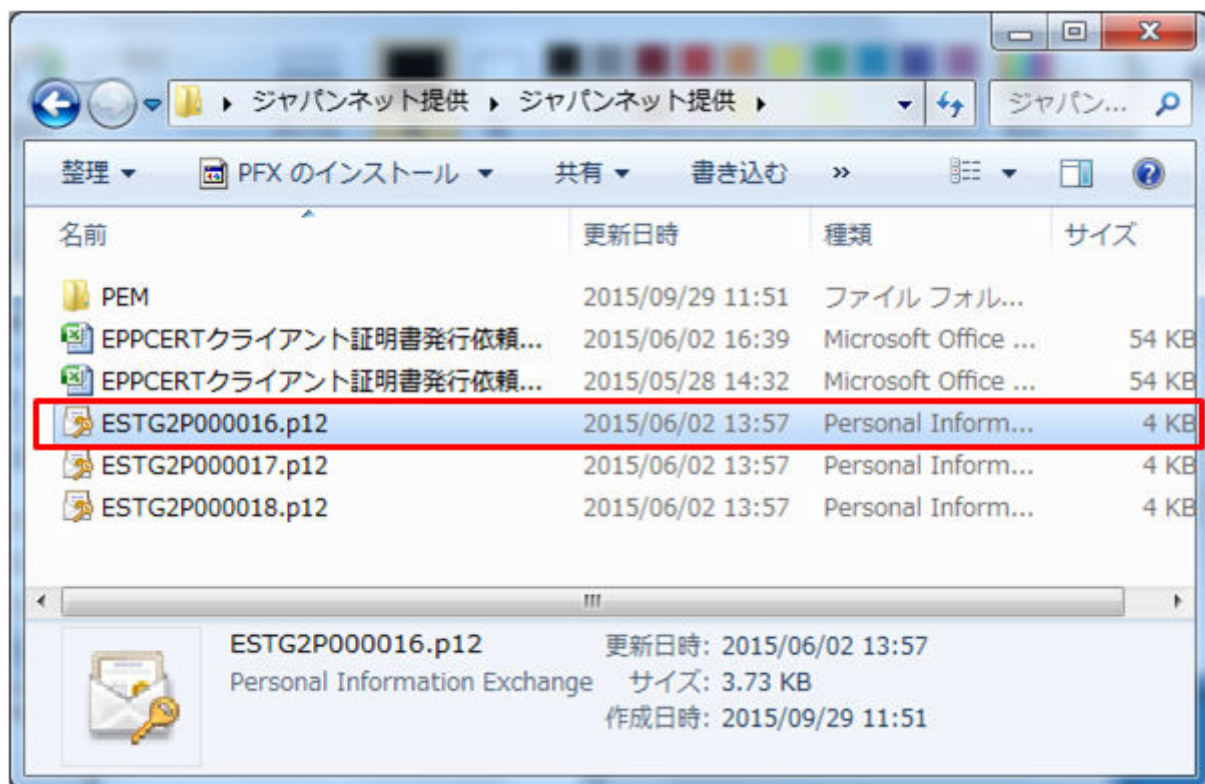 ジャパンネット提供 ▸ ジャパンネット提供 ▸ ジャパン...
整理 PFX のインストール 共有 書き込む »
名前 更新日時 種類 サイズ
PEM 2015/09/29 11:51 ファイル フォル...
EPPCERTクライアント証明書発行依頼... 2015/06/02 16:39 Microsoft Office ... 54 KB
EPPCERTクライアント証明書発行依頼... 2015/05/28 14:32 Microsoft Office ... 54 KB
ESTG2P000016.p12 2015/06/02 13:57 Personal Inform... 4 KB
ESTG2P000017.p12 2015/06/02 13:57 Personal Inform... 4 KB
ESTG2P000018.p12 2015/06/02 13:57 Personal Inform... 4 KB
ESTG2P000016.p12 更新日時: 2015/06/02 13:57
Personal Information Exchange サイズ: 3.73 KB
作成日時: 2015/09/29 11:51